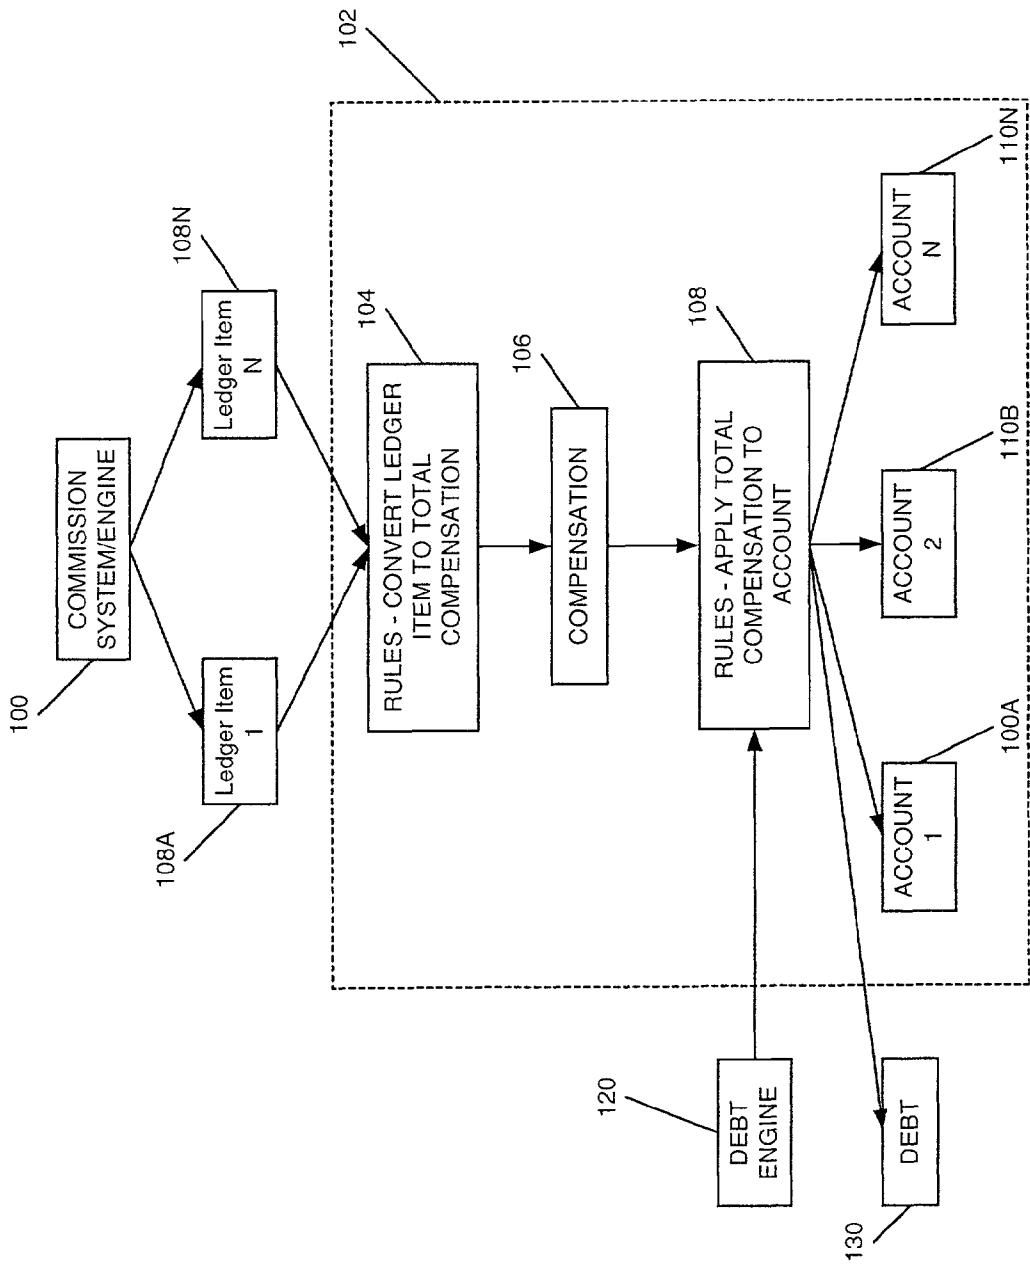 100
COMMISSION
SYSTEM/ENGINE
108A
Ledger Item
1
108N
Ledger Item
N
102
104
RULES - CONVERT LEDGER
ITEM TO TOTAL
COMPENSATION
106
COMPENSATION
120
DEBT
ENGINE
108
RULES - APPLY TOTAL
COMPENSATION TO
ACCOUNT
130
DEBT
ACCOUNT
1
100A
ACCOUNT
2
110B
ACCOUNT
N
110N